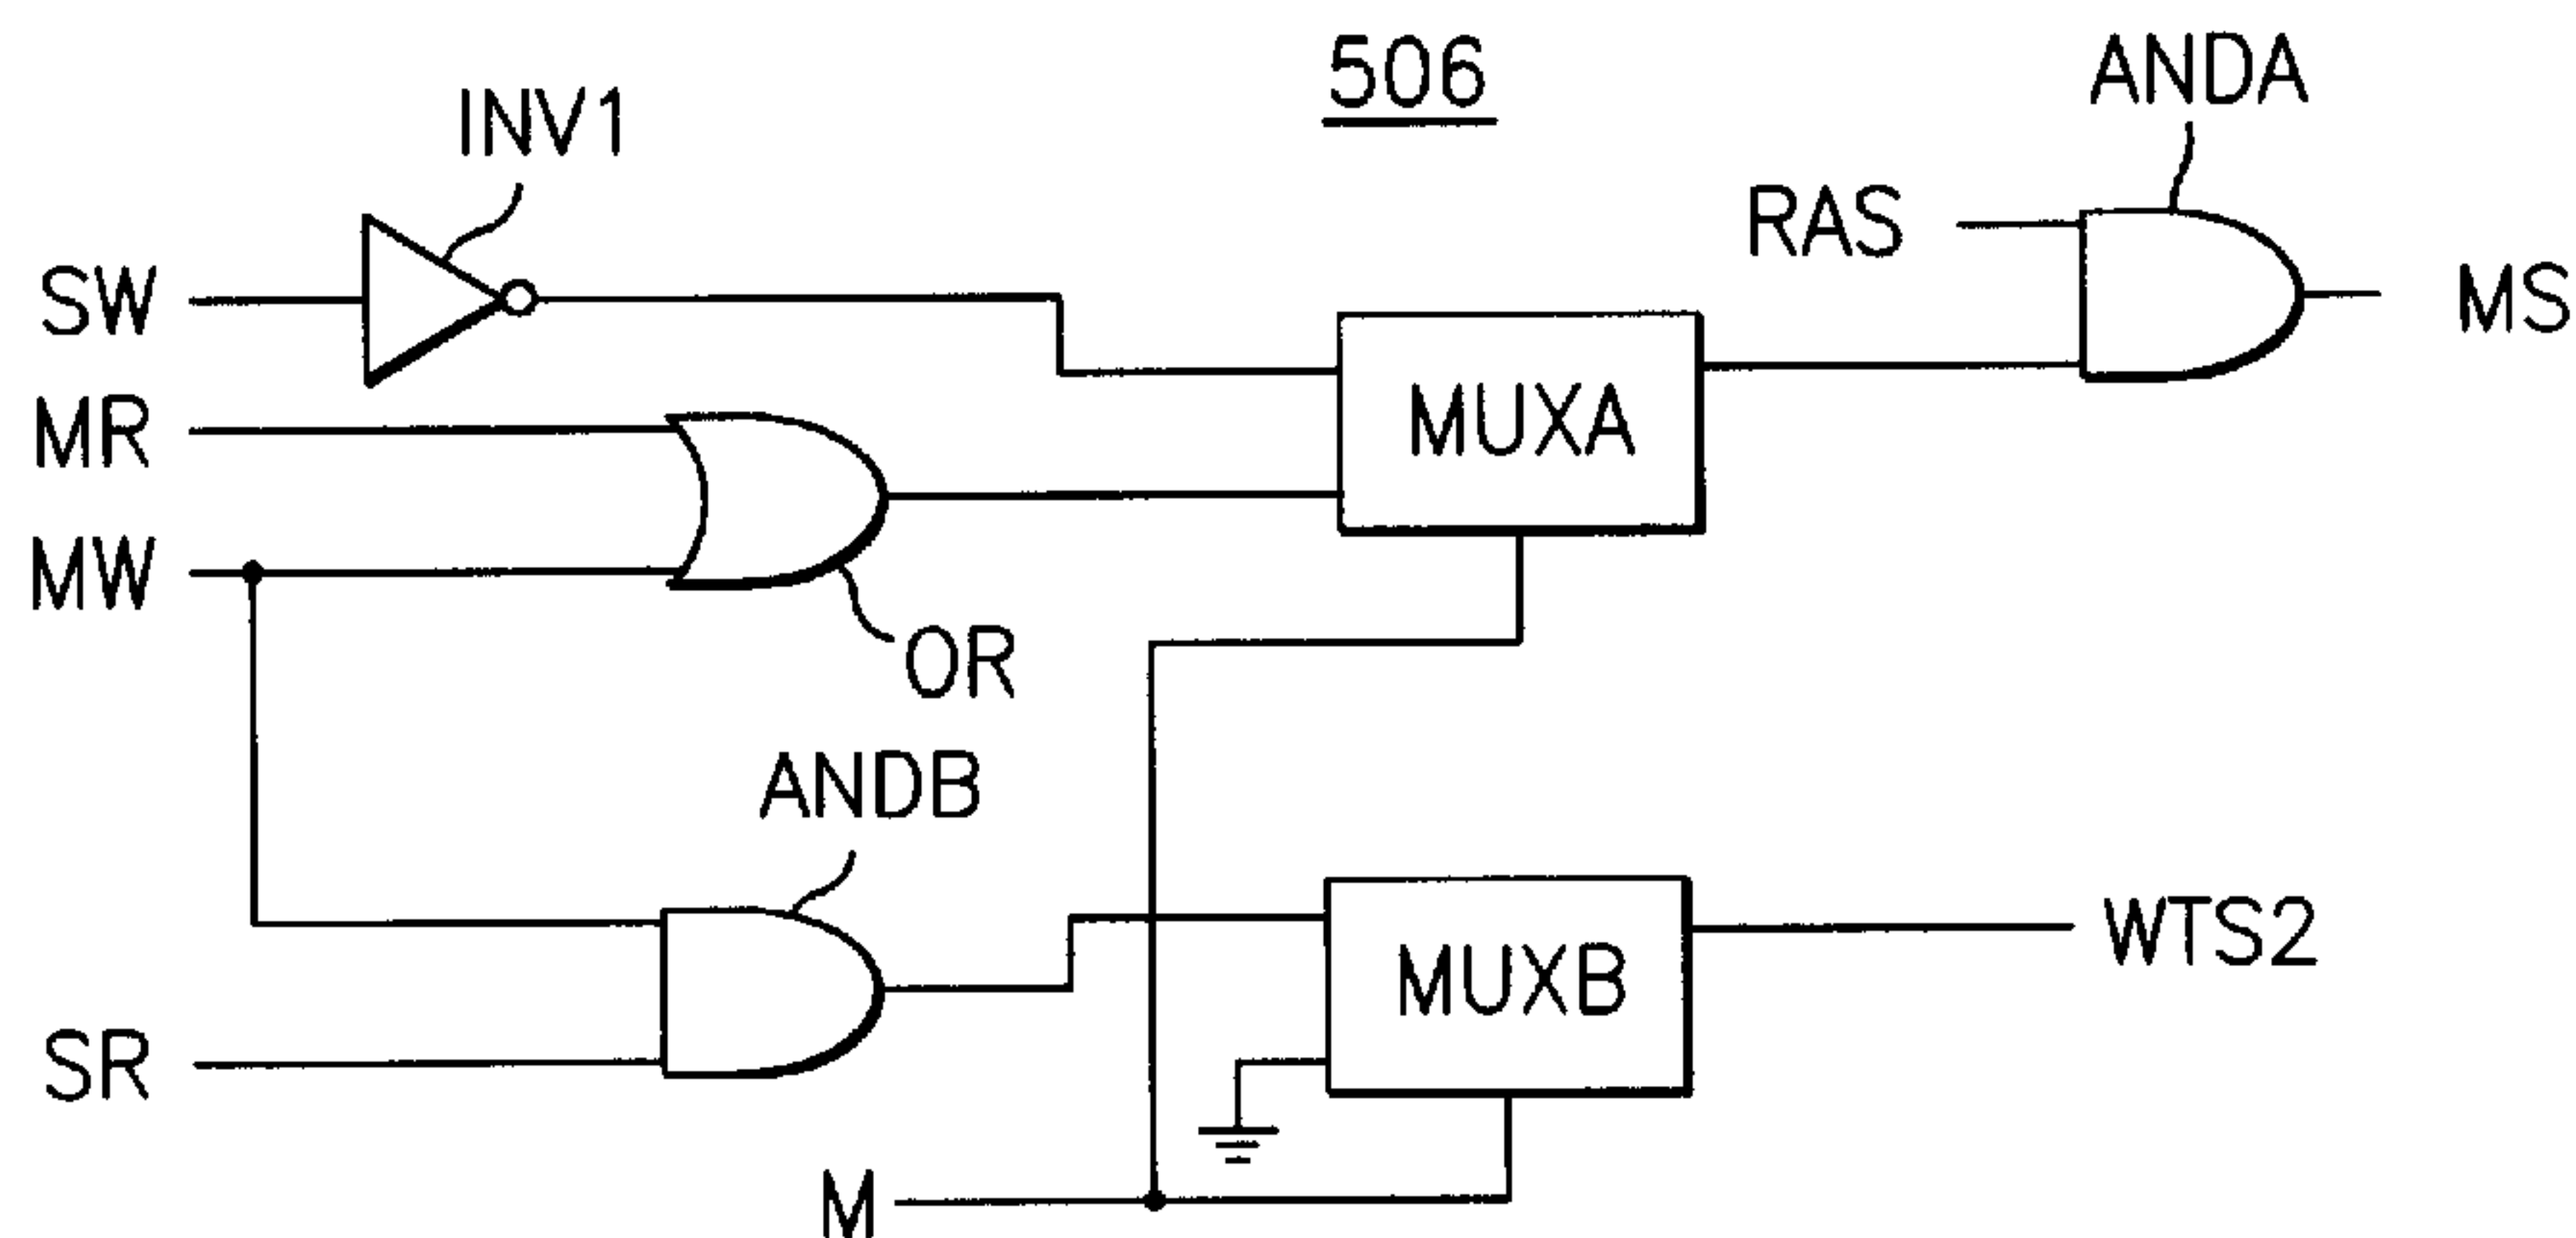 506
ANDA
INV1
RAS
SW
MS
MR
MUXA
MW
OR
ANDB
WTS2
MUXB
SR
M